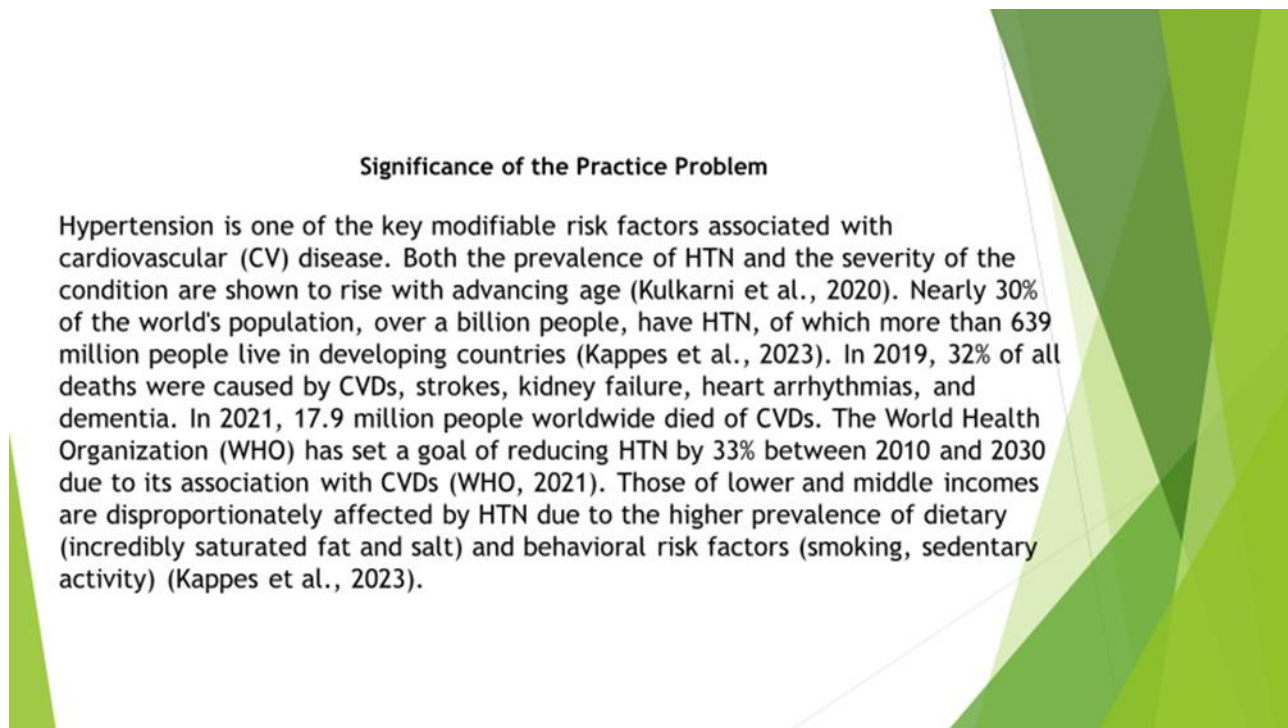 Significance of the Practice Problem
Hypertension is one of the key modifiable risk factors associated with
cardiovascular (CV) disease. Both the prevalence of HTN and the severity of the
condition are shown to rise with advancing age (Kulkarni et al., 2020). Nearly 30%
of the world's population, over a billion people, have HTN, of which more than 639
million people live in developing countries (Kappes et al., 2023). In 2019, 32% of all
deaths were caused by CVDs, strokes, kidney failure, heart arrhythmias, and
dementia. In 2021, 17.9 million people worldwide died of CVDs. The World Health
Organization (WHO) has set a goal of reducing HTN by 33% between 2010 and 2030
due to its association with CVDs (WHO, 2021). Those of lower and middle incomes
are disproportionately affected by HTN due to the higher prevalence of dietary
(incredibly saturated fat and salt) and behavioral risk factors (smoking, sedentary
activity) (Kappes et al., 2023).